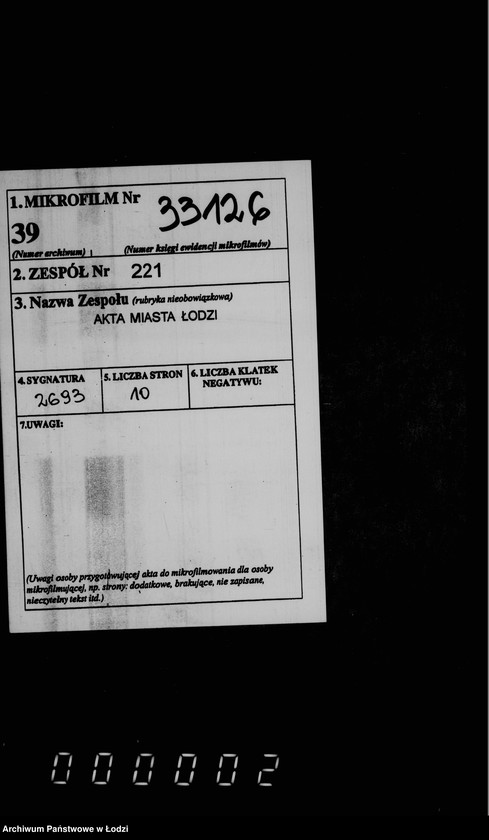 1. MIKROFILM Nr 33126
39
(Numer archiwum) (Numer księgi ewidencji mikrofilmów)
2. ZESPÓŁ Nr 221
3. Nazwa Zespołu (rubryka nieobowiązkowa)
AKTA MIASTA ŁODZI
4. SYGNATURA 5. LICZBA STRON 6. LICZBA KLATEK
NEGATYWU:
2693 10
7.UWAGI:
(Uwagi osoby przygotowującej akta do mikrofilmowania dla osoby
mikrofilmującej, np. strony: dodatkowe, brakujące, nie zapisane,
nieczytelny tekst itd.)
000002
Archiwum Państwowe w Łodzi